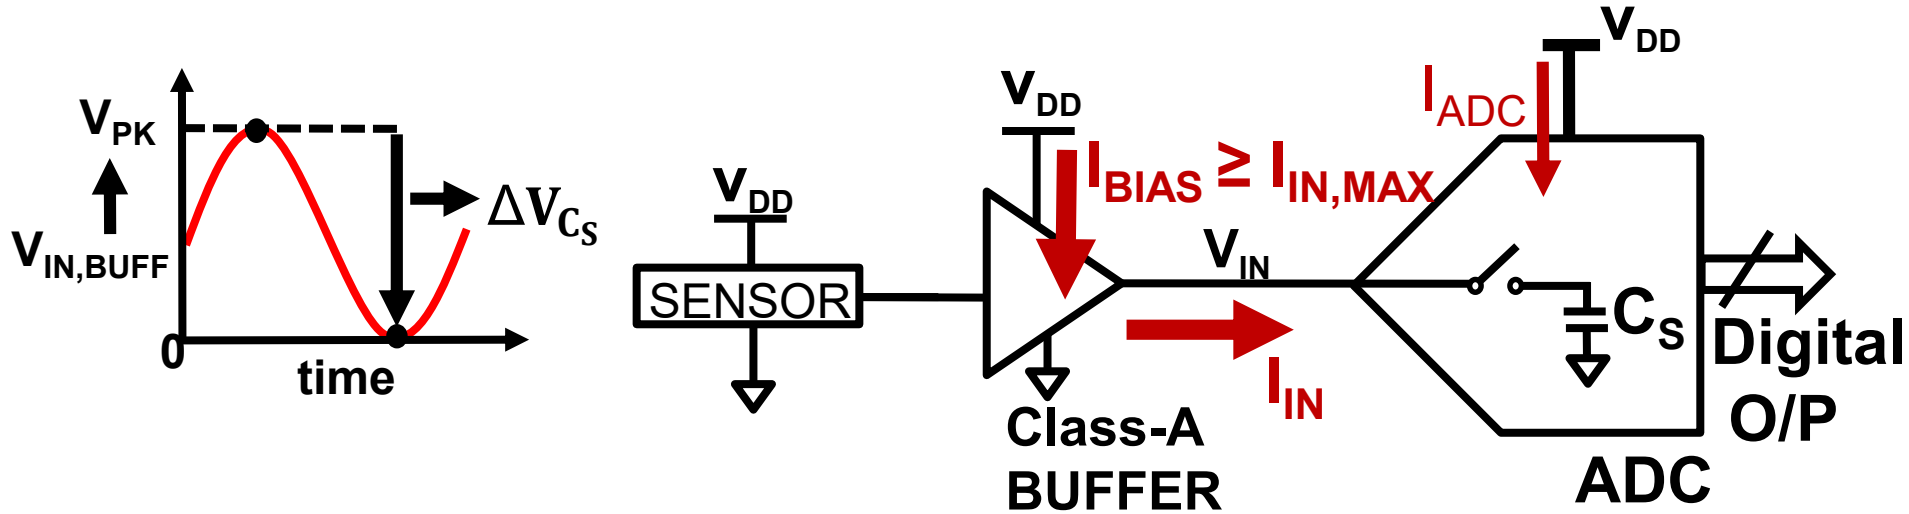 V_PK
V_IN,BUFF
0
time
ΔV_C_S
V_DD
SENSOR
V_DD
I_BIAS ≥ I_IN,MAX
Class-A
BUFFER
V_IN
I_IN
V_DD
I_ADC
C_S
ADC
Digital
O/P